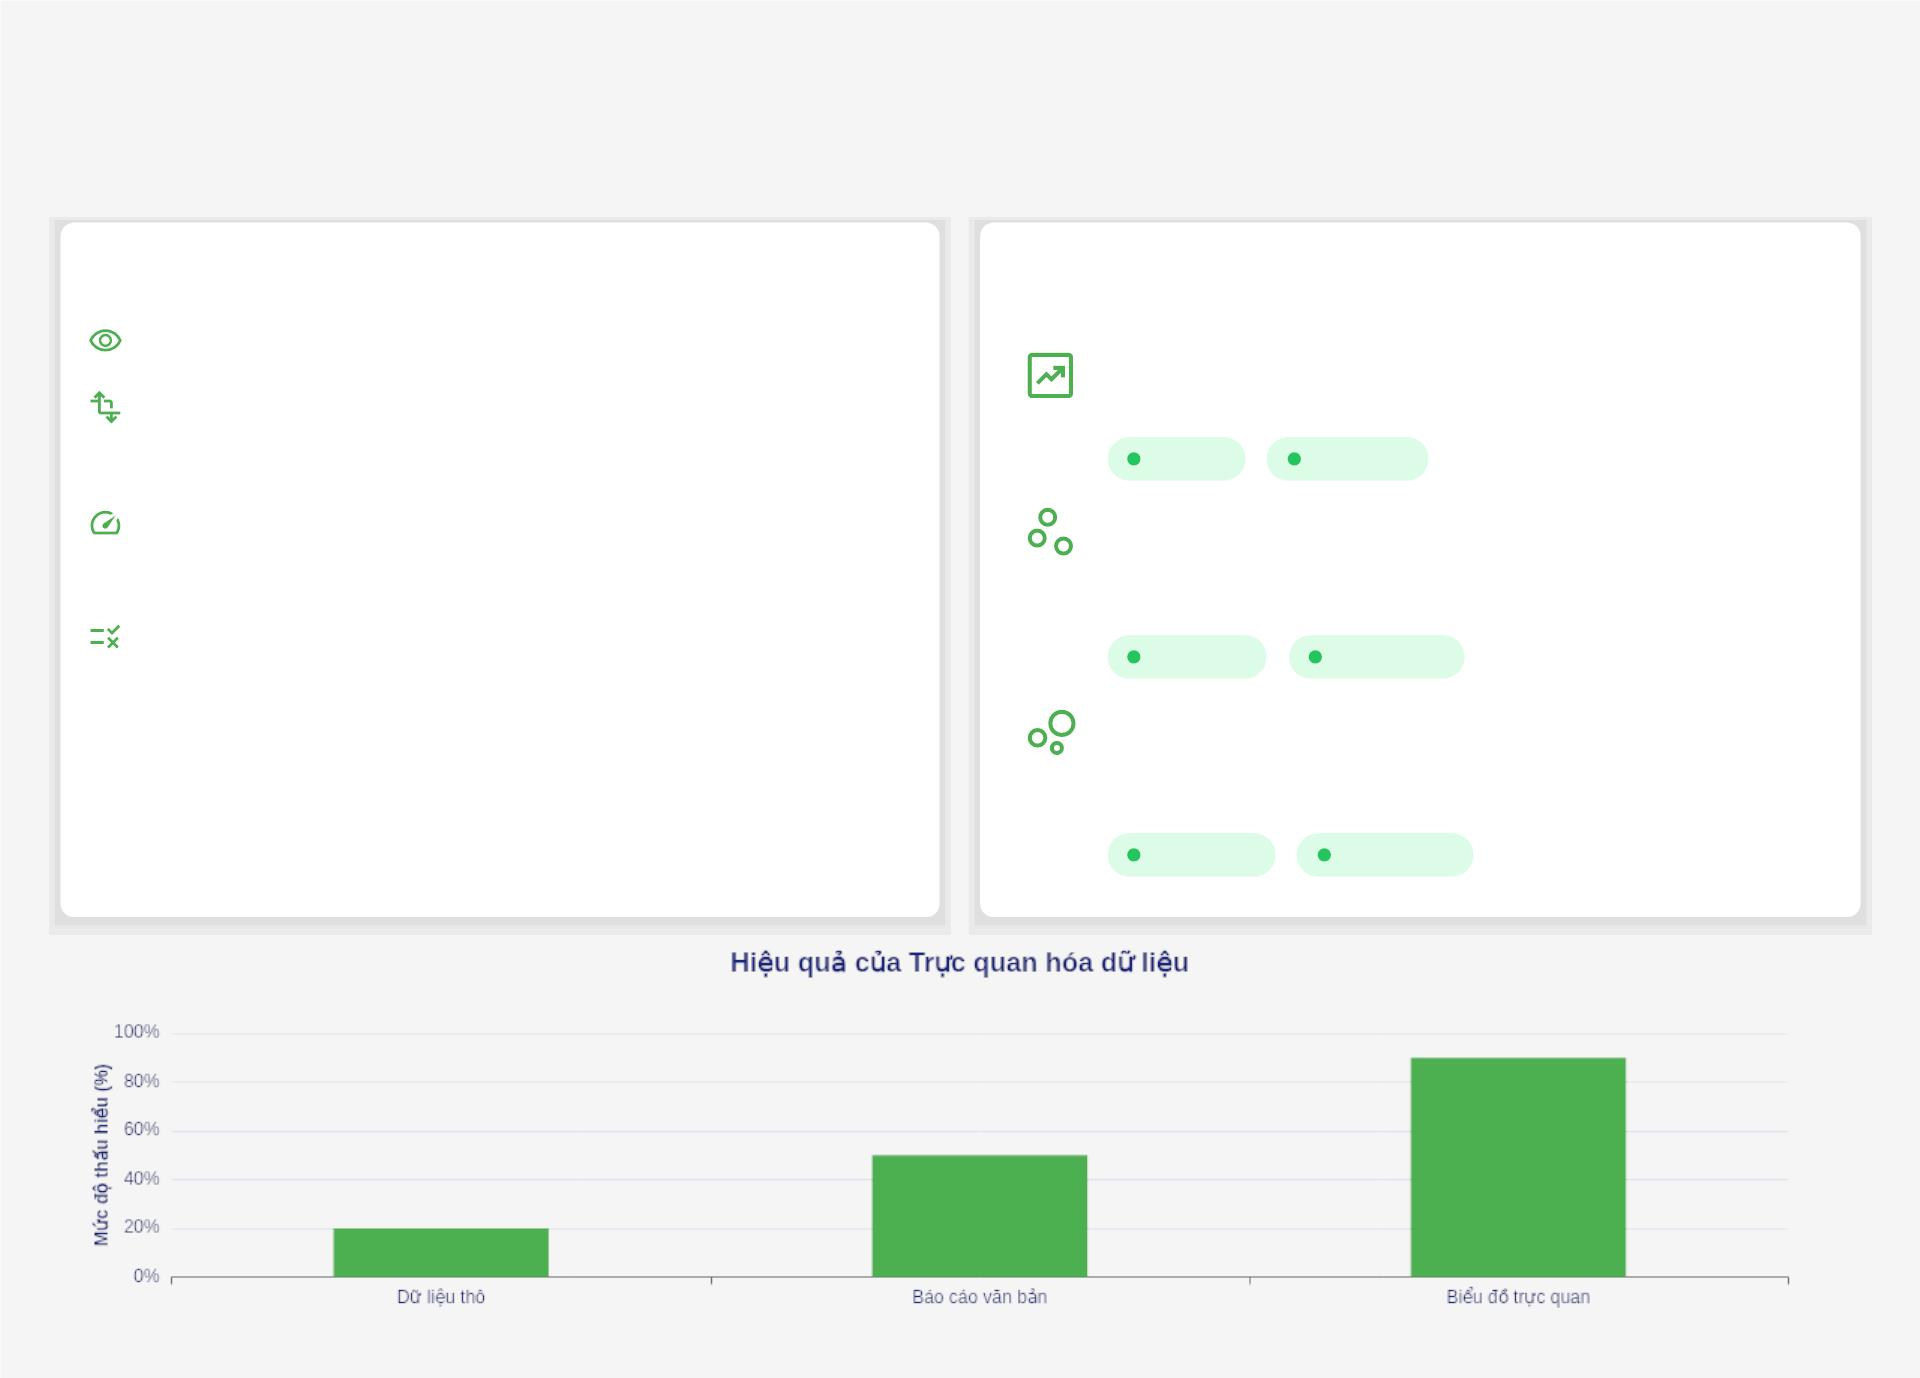 Hiệu quả của Trực quan hóa dữ liệu
100%
80%
60%
40%
20%
0%
Mức độ thấu hiểu (%)
Dữ liệu thô
Báo cáo văn bản
Biểu đồ trực quan